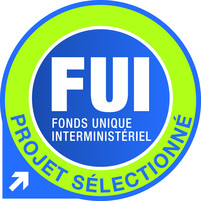 FUI
FONDS UNIQUE
INTERMINISTÉRIEL
PROJET SÉLECTIONNÉ